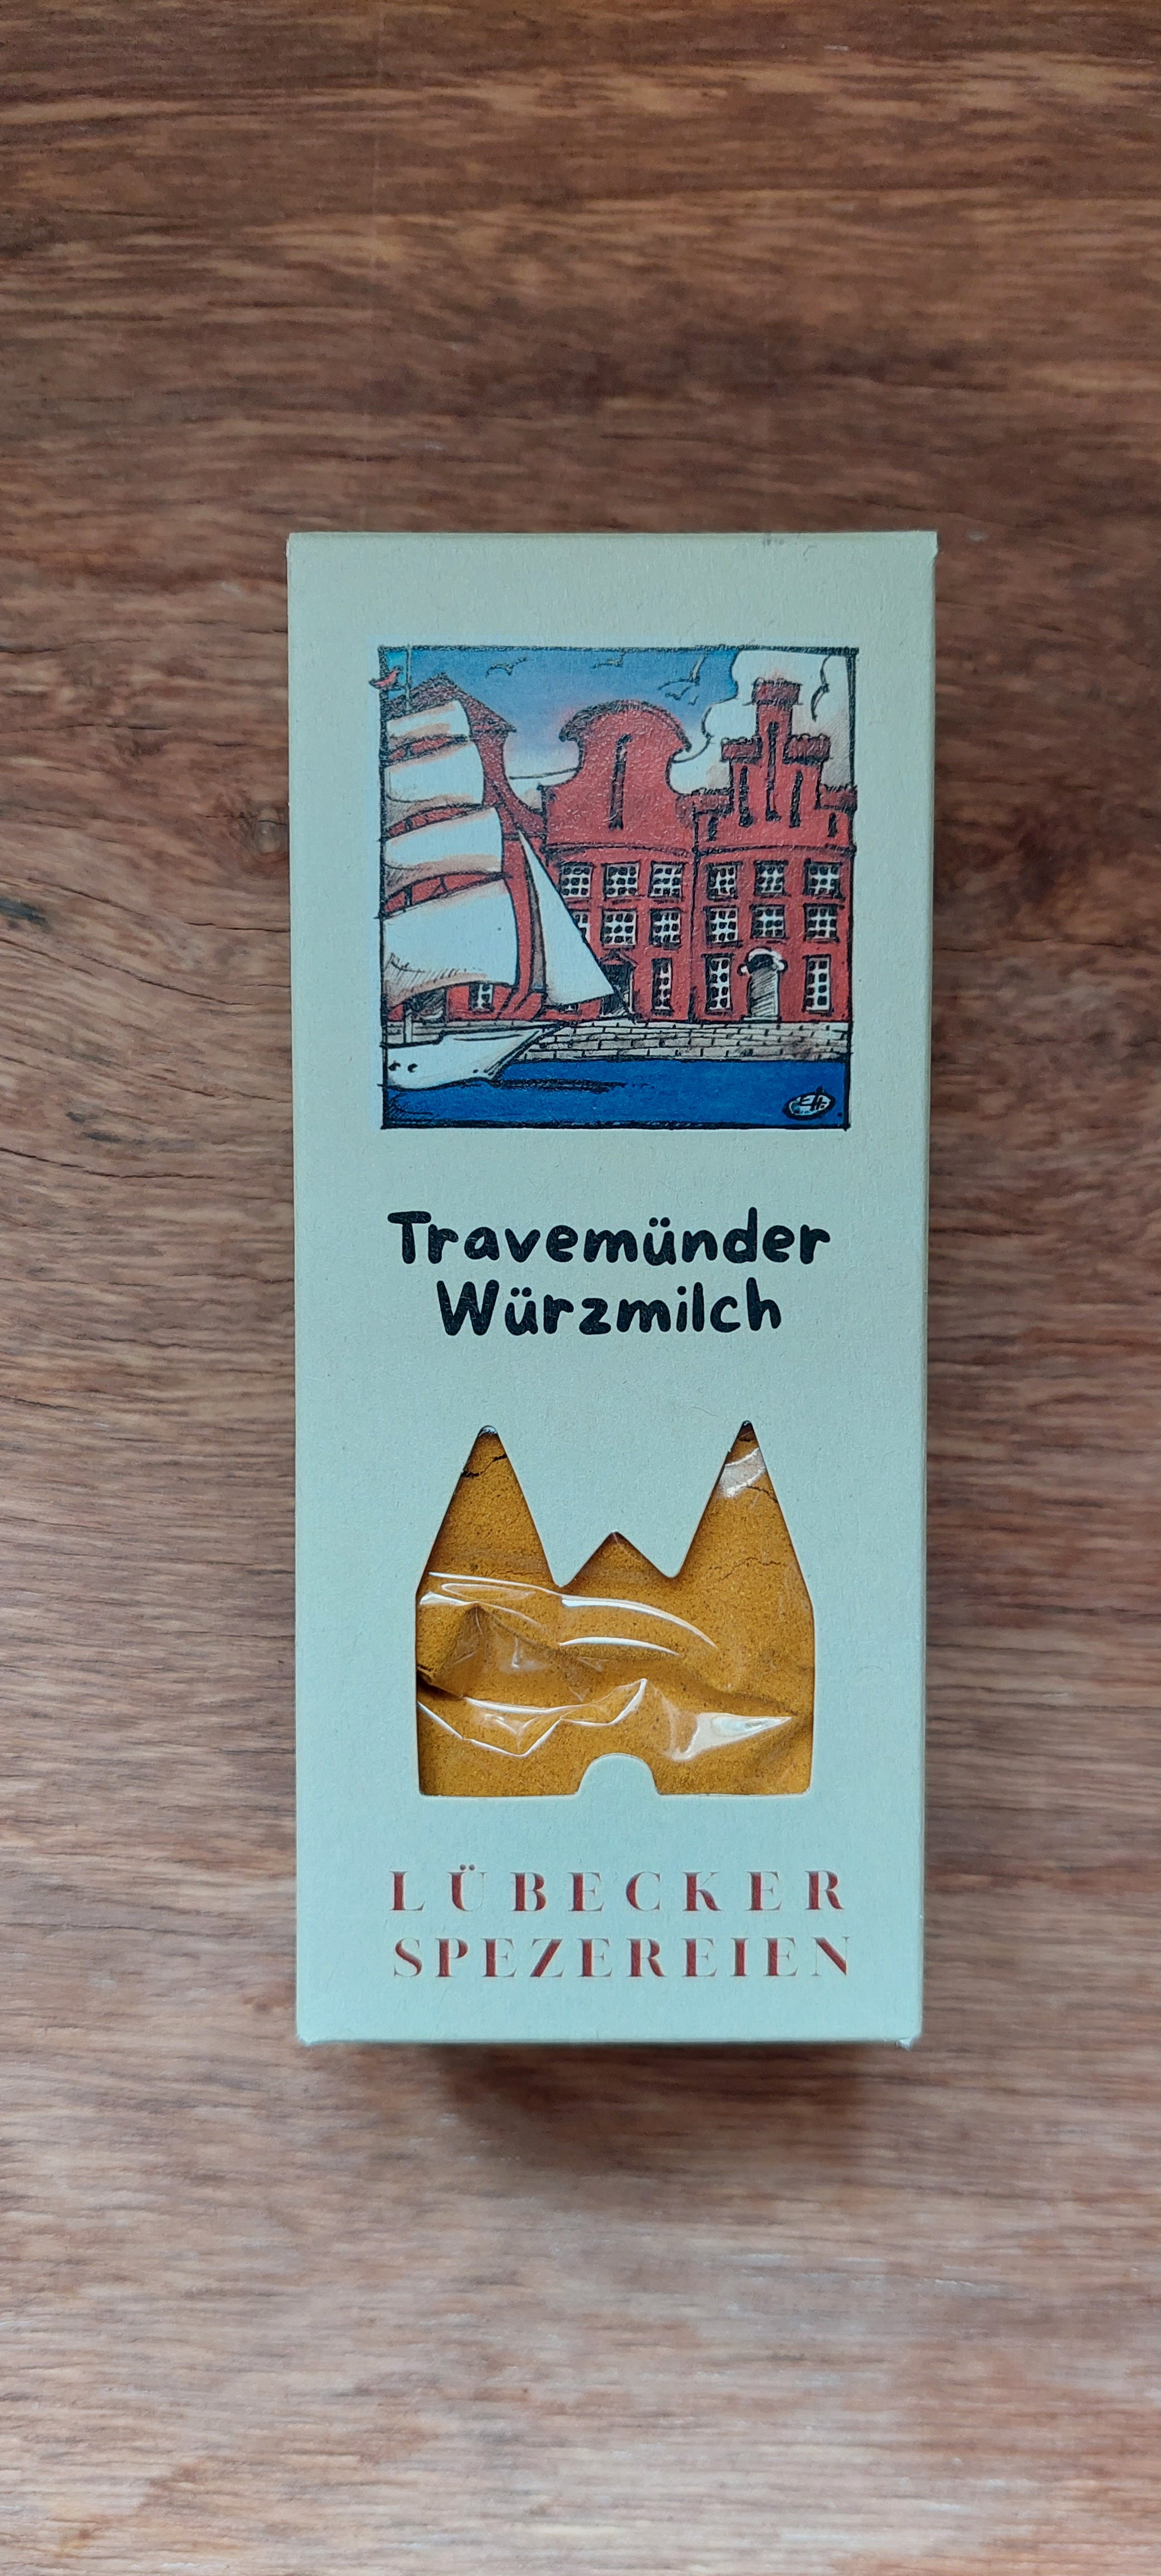 Travemünder
Würzmilch
LÜBECKER
SPEZEREIEN